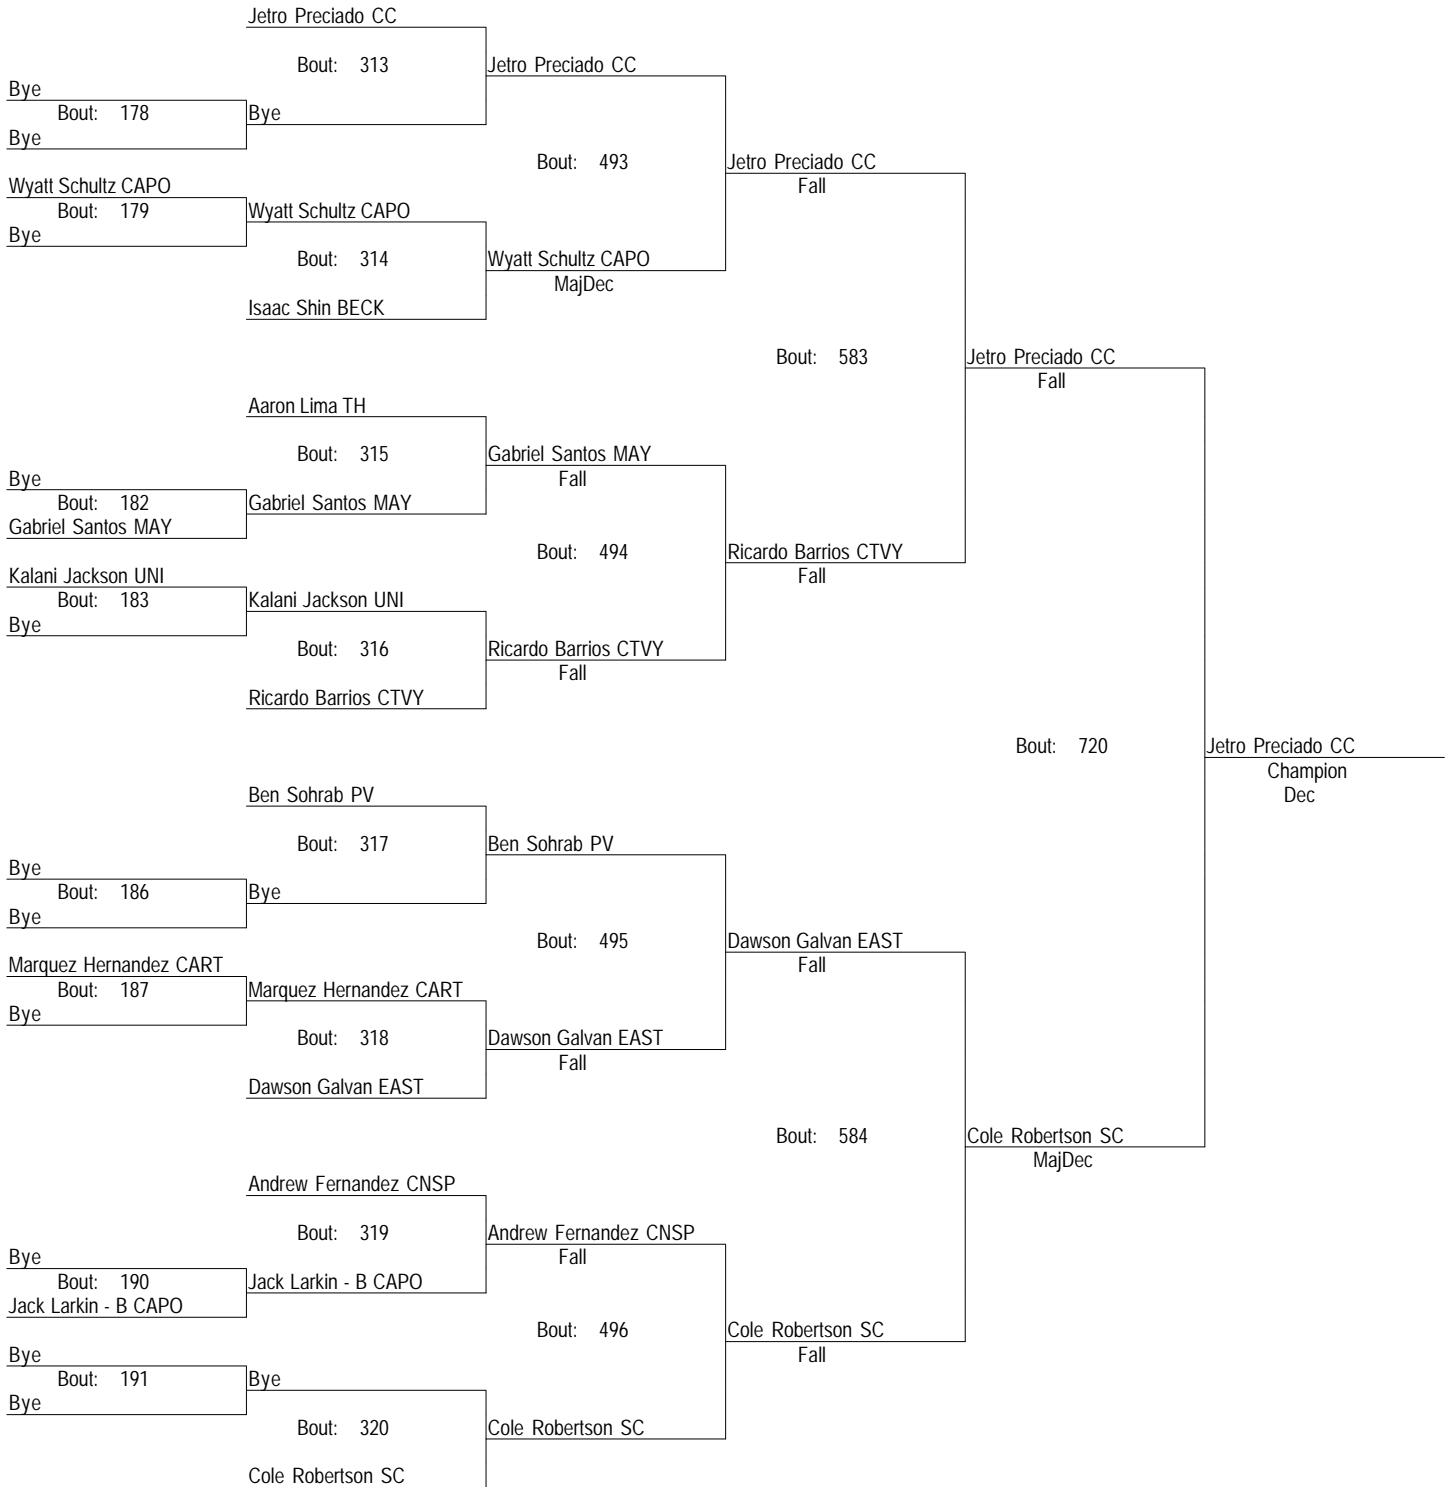 Jetro Preciado CC
Bout: 313
Jetro Preciado CC
Bye
Bout: 178
Bye
Bye
Bout: 493
Jetro Preciado CC
Fall
Wyatt Schultz CAPO
Bout: 179
Wyatt Schultz CAPO
Bye
Bout: 314
Wyatt Schultz CAPO
MajDec
Isaac Shin BECK
Bout: 583
Jetro Preciado CC
Fall
Aaron Lima TH
Bout: 315
Gabriel Santos MAY
Fall
Bye
Bout: 182
Gabriel Santos MAY
Gabriel Santos MAY
Bout: 494
Ricardo Barrios CTVY
Fall
Kalani Jackson UNI
Bout: 183
Kalani Jackson UNI
Bye
Bout: 316
Ricardo Barrios CTVY
Fall
Ricardo Barrios CTVY
Bout: 720
Jetro Preciado CC
Champion
Dec
Ben Sohrab PV
Bout: 317
Ben Sohrab PV
Bye
Bout: 186
Bye
Bye
Bout: 495
Dawson Galvan EAST
Fall
Marquez Hernandez CART
Bout: 187
Marquez Hernandez CART
Bye
Bout: 318
Dawson Galvan EAST
Fall
Dawson Galvan EAST
Bout: 584
Cole Robertson SC
MajDec
Andrew Fernandez CNSP
Bout: 319
Andrew Fernandez CNSP
Fall
Bye
Bout: 190
Jack Larkin - B CAPO
Jack Larkin - B CAPO
Bout: 496
Cole Robertson SC
Fall
Bye
Bout: 191
Bye
Bye
Bout: 320
Cole Robertson SC
Cole Robertson SC